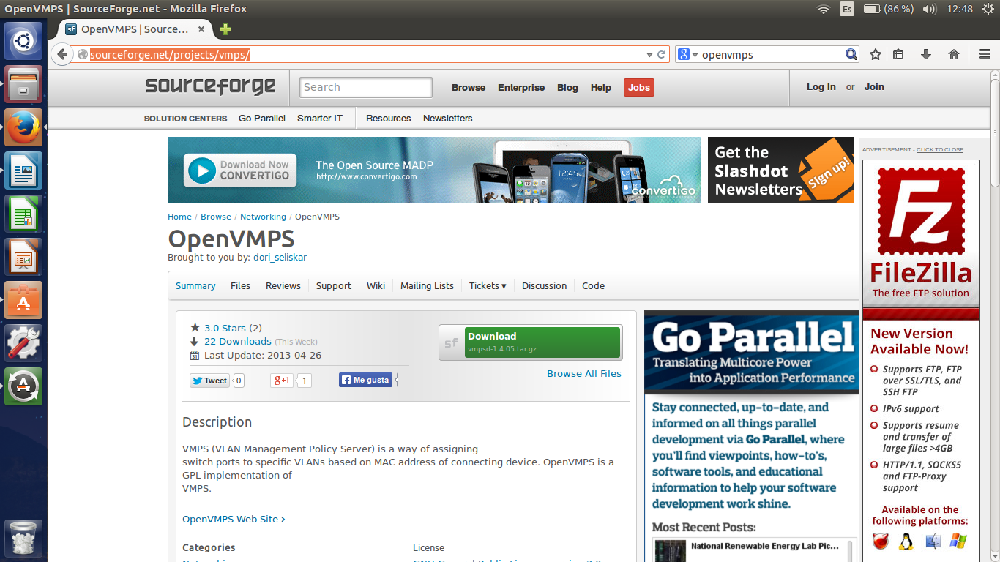 OpenVMPS | SourceForge.net - Mozilla Firefox
Es
(86 %)
12:48
OpenVMPS | Source...
sourceforge.net/projects/vmps/
openvmps
sourceforge
Search
Browse
Enterprise
Blog
Help
Jobs
Log In or Join
SOLUTION CENTERS
Go Parallel
Smarter IT
Resources
Newsletters
Download Now
CONVERTIGO
The Open Source MADP
http://www.convertigo.com
12:45
convertigo
Get the
Slashdot
Newsletters
Sign up!
ADVERTISEMENT - CLICK TO CLOSE
Home / Browse / Networking / OpenVMPS
OpenVMPS
Brought to you by: dori_seliskar
Summary
Files
Reviews
Support
Wiki
Mailing Lists
Tickets ▾
Discussion
Code
3.0 Stars (2)
22 Downloads (This Week)
Last Update: 2013-04-26
Tweet
0
g+1
1
Me gusta
sf
Download
vmpsd-1.4.05.tar.gz
Browse All Files
Description
VMPS (VLAN Management Policy Server) is a way of assigning
switch ports to specific VLANs based on MAC address of connecting device. OpenVMPS is a
GPL implementation of
VMPS.
OpenVMPS Web Site >
Categories
License
Go Parallel
Translating Multicore Power
into Application Performance
Stay connected, up-to-date, and
informed on all things parallel
development via Go Parallel, where
you'll find viewpoints, how-to's,
software tools, and educational
information to help your software
development work shine.
Most Recent Posts:
National Renewable Energy Lab Pic...
Fz
FileZilla
The free FTP solution
New Version
Available Now!
Supports FTP, FTP
over SSL/TLS, and
SSH FTP
IPv6 support
Supports resume
and transfer of
large files >4GB
HTTP/1.1, SOCKS5
and FTP-Proxy
support
Available on the
following platforms: